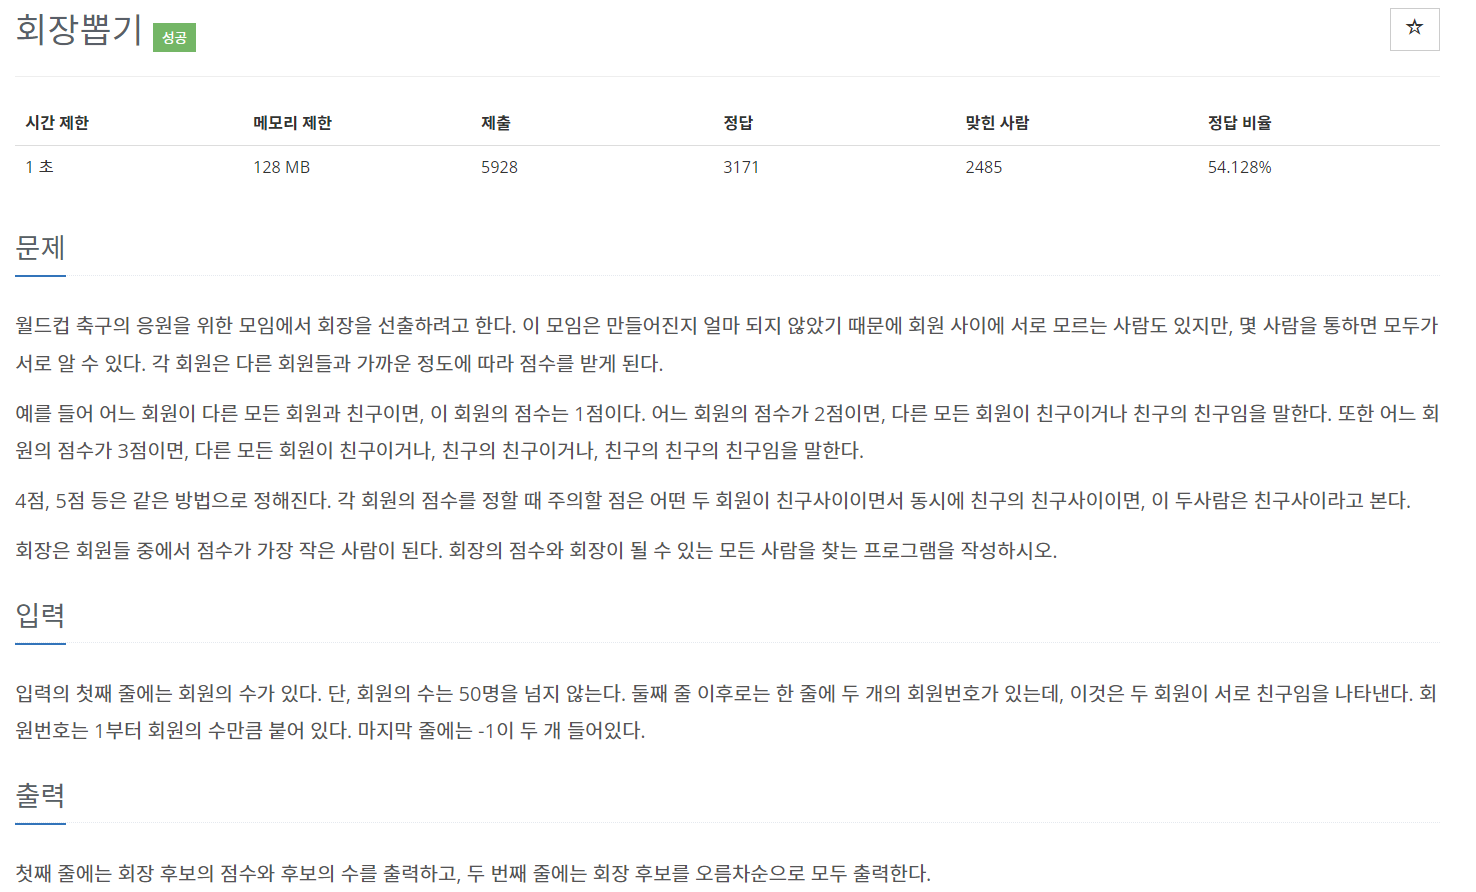 회장뽑기 성공
☆
시간 제한 메모리 제한 제출 정답 맞힌 사람 정답 비율
1 초 128 MB 5928 3171 2485 54.128%
문제
월드컵 축구의 응원을 위한 모임에서 회장을 선출하려고 한다. 이 모임은 만들어진지 얼마 되지 않았기 때문에 회원 사이에 서로 모르는 사람도 있지만, 몇 사람을 통하면 모두가
서로 알 수 있다. 각 회원은 다른 회원들과 가까운 정도에 따라 점수를 받게 된다.
예를 들어 어느 회원이 다른 모든 회원과 친구이면, 이 회원의 점수는 1점이다. 어느 회원의 점수가 2점이면, 다른 모든 회원이 친구이거나 친구의 친구임을 말한다. 또한 어느 회
원의 점수가 3점이면, 다른 모든 회원이 친구이거나, 친구의 친구이거나, 친구의 친구의 친구임을 말한다.
4점, 5점 등은 같은 방법으로 정해진다. 각 회원의 점수를 정할 때 주의할 점은 어떤 두 회원이 친구사이이면서 동시에 친구의 친구사이이면, 이 두사람은 친구사이라고 본다.
회장은 회원들 중에서 점수가 가장 작은 사람이 된다. 회장의 점수와 회장이 될 수 있는 모든 사람을 찾는 프로그램을 작성하시오.
입력
입력의 첫째 줄에는 회원의 수가 있다. 단, 회원의 수는 50명을 넘지 않는다. 둘째 줄 이후로는 한 줄에 두 개의 회원번호가 있는데, 이것은 두 회원이 서로 친구임을 나타낸다. 회
원번호는 1부터 회원의 수만큼 붙어 있다. 마지막 줄에는 -1이 두 개 들어있다.
출력
첫째 줄에는 회장 후보의 점수와 후보의 수를 출력하고, 두 번째 줄에는 회장 후보를 오름차순으로 모두 출력한다.